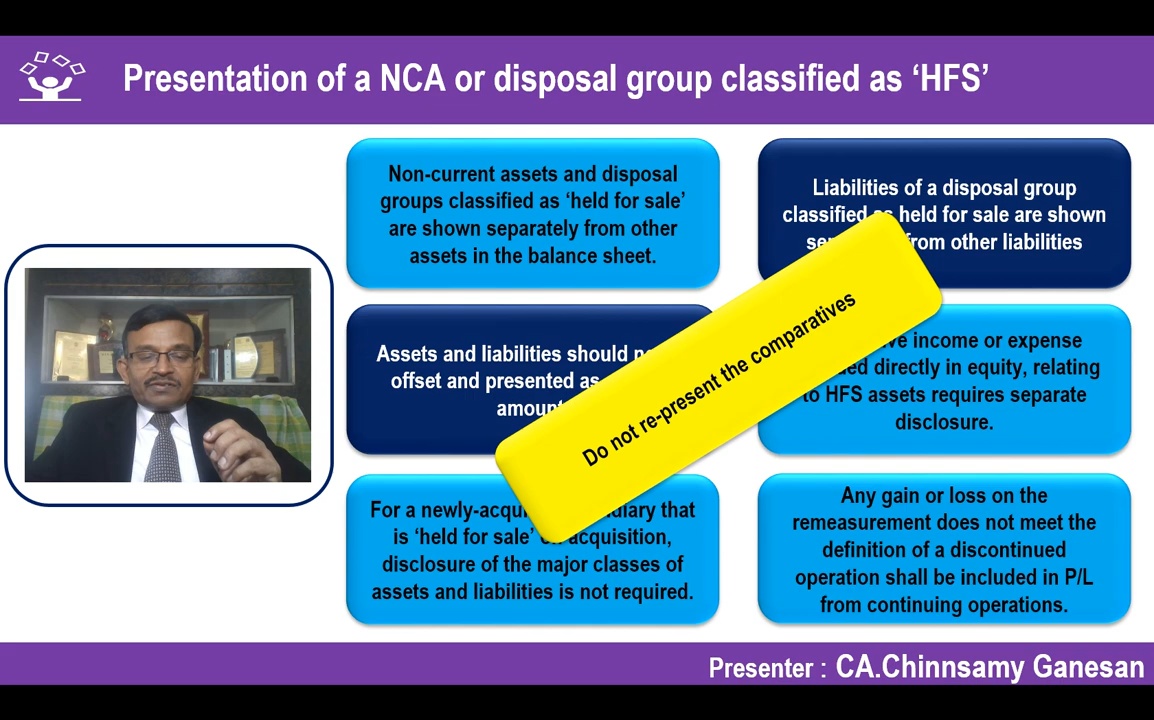 Presentation of a NCA or disposal group classified as ‘HFS’
Non-current assets and disposal
groups classified as ‘held for sale’
are shown separately from other
assets in the balance sheet.
Liabilities of a disposal group
classified as held for sale are shown
from other liabilities
Assets and liabilities should
offset and presented as
income or expense
directly in equity, relating
to HFS assets requires separate
disclosure.
Do not re-present the comparatives
For a newly-acquired subsidiary that
is ‘held for sale’ on acquisition,
disclosure of the major classes of
assets and liabilities is not required.
Any gain or loss on the
remeasurement does not meet the
definition of a discontinued
operation shall be included in P/L
from continuing operations.
Presenter : CA.Chinnsamy Ganesan